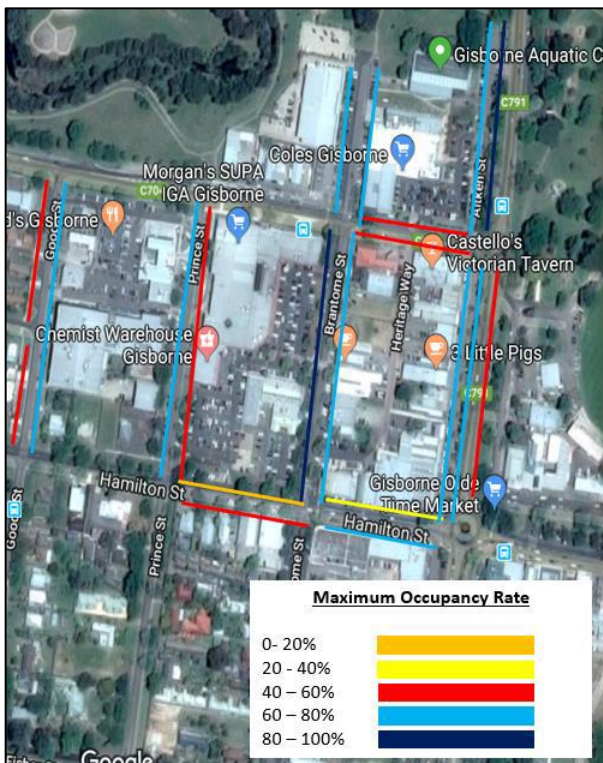 Gisborne Aquatic C
C791
Coles Gisborne
Aitken St
Morgan's SUPA
IGA Gisborne
C704
d's Gisborne
Goode St
Prince St
Castello's
Victorian Tavern
Brantome St
Heritage Way
Chemist Warehouse
Gisborne
3 Little Pigs
C791
Gisborne Olde
Time Market
Hamilton St
Hamilton St
Prince St
ome St
Maximum Occupancy Rate
0- 20%
20 - 40%
40 – 60%
60 – 80%
80 – 100%
Google